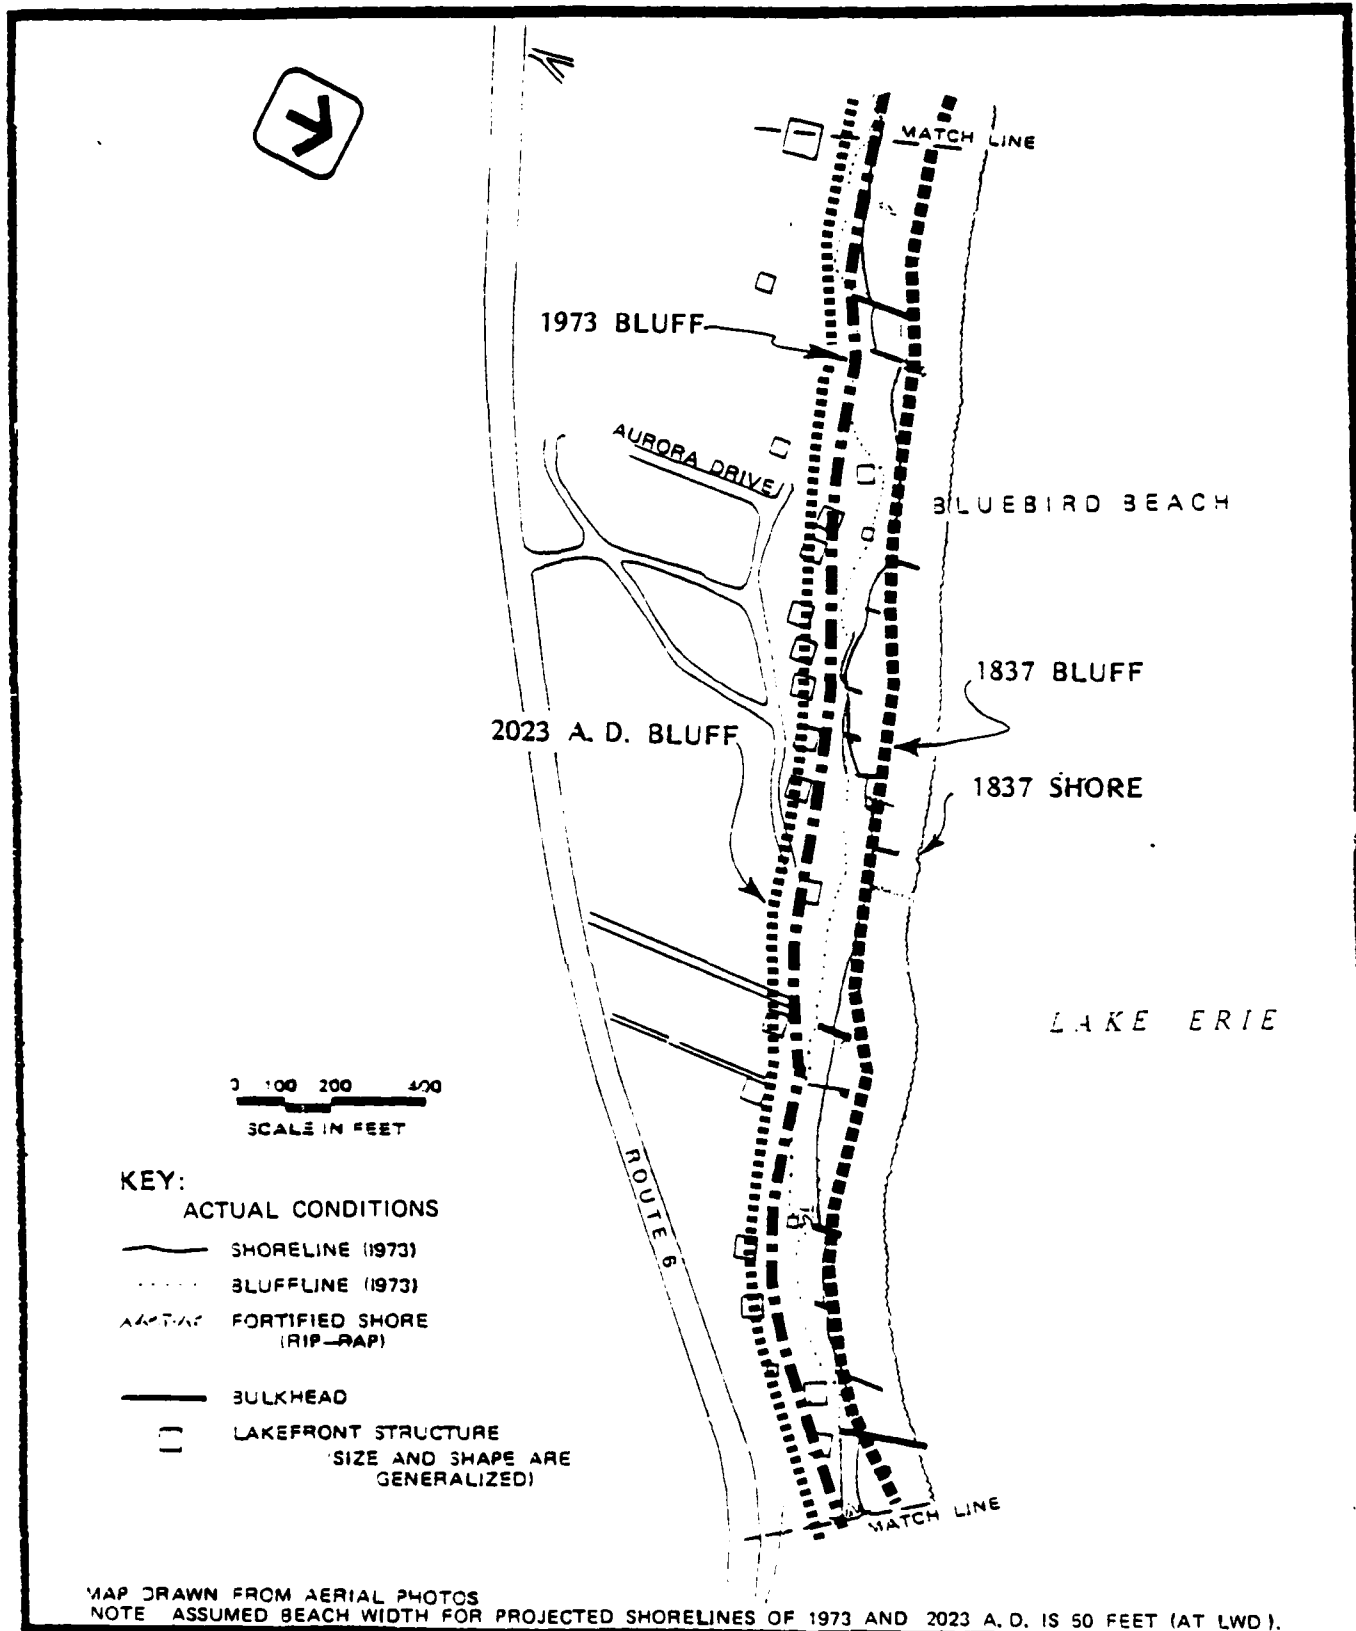 MATCH LINE
1973 BLUFF
AURORA DRIVE
BLUEBIRD BEACH
1837 BLUFF
2023 A. D. BLUFF
1837 SHORE
LAKE ERIE
0 100 200 400
SCALE IN FEET
ROUTE 6
KEY:
ACTUAL CONDITIONS
SHORELINE (1973)
BLUFFLINE (1973)
FORTIFIED SHORE
(RIP-RAP)
BULKHEAD
LAKEFRONT STRUCTURE
(SIZE AND SHAPE ARE
GENERALIZED)
MATCH LINE
MAP DRAWN FROM AERIAL PHOTOS
NOTE ASSUMED BEACH WIDTH FOR PROJECTED SHORELINES OF 1973 AND 2023 A. D. IS 50 FEET (AT LWD).